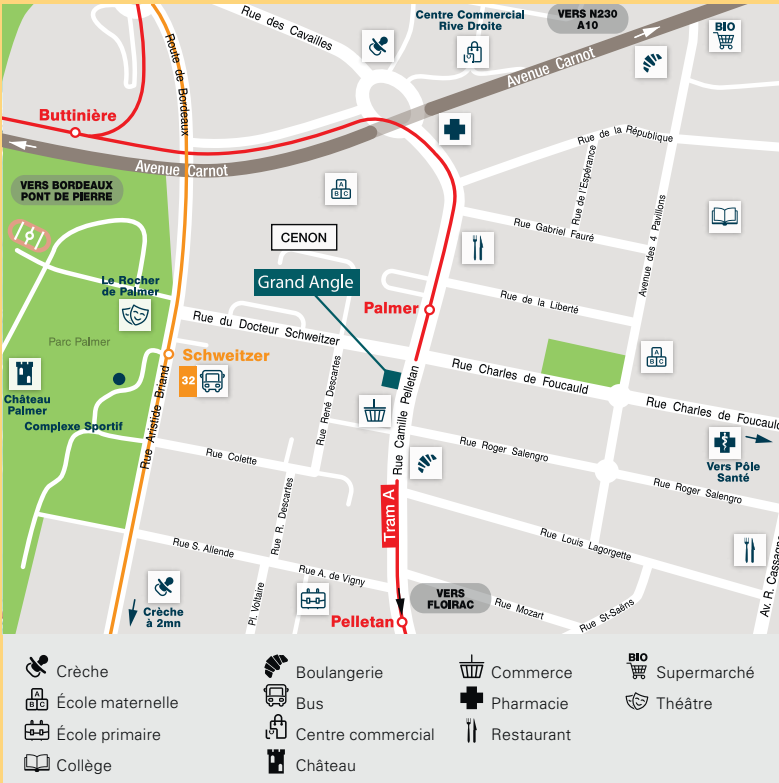 Rue des Cavailles
Centre Commercial
Rive Droite
VERS N230
A10
BIO
Route de Bordeaux
Avenue Carnot
Buttinière
Rue de la République
Avenue Carnot
Rue de l'Espérance
VERS BORDEAUX
PONT DE PIERRE
Rue Gabriel Fauré
Avenue des 4 Pavillons
CENON
Grand Angle
Le Rocher
de Palmer
Rue de la Liberté
Palmer
Rue du Docteur Schweitzer
Parc Palmer
Schweitzer
32
Rue Charles de Foucauld
Rue Charles de Foucauld
Château
Palmer
Complexe Sportif
Rue Aristide Briand
Rue René Descartes
Rue Camille Pelletan
Rue Roger Salengro
Vers Pôle
Santé
Rue Colette
Rue Roger Salengro
Rue R. Descartes
Tram A
Rue Louis Lagorgette
Rue S. Allende
Rue A. de Vigny
Pl. Voltaire
Av. R. Cassagne
VERS
FLOIRAC
Rue Mozart
Rue St-Saëns
Crèche
à 2mn
Pelletan
A
B C
A
B C
Crèche
Boulangerie
Commerce
BIO
Supermarché
A
B C
École maternelle
Bus
Pharmacie
Théâtre
École primaire
Centre commercial
Restaurant
Collège
Château